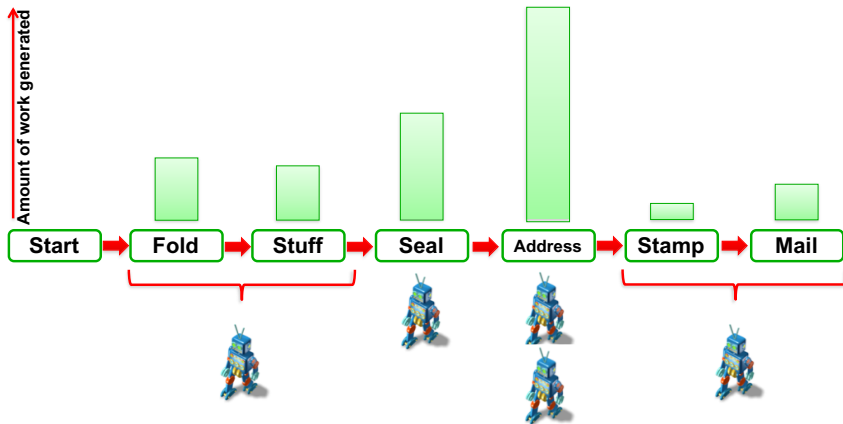 Amount of work generated
Start
Fold
Stuff
Seal
Address
Stamp
Mail